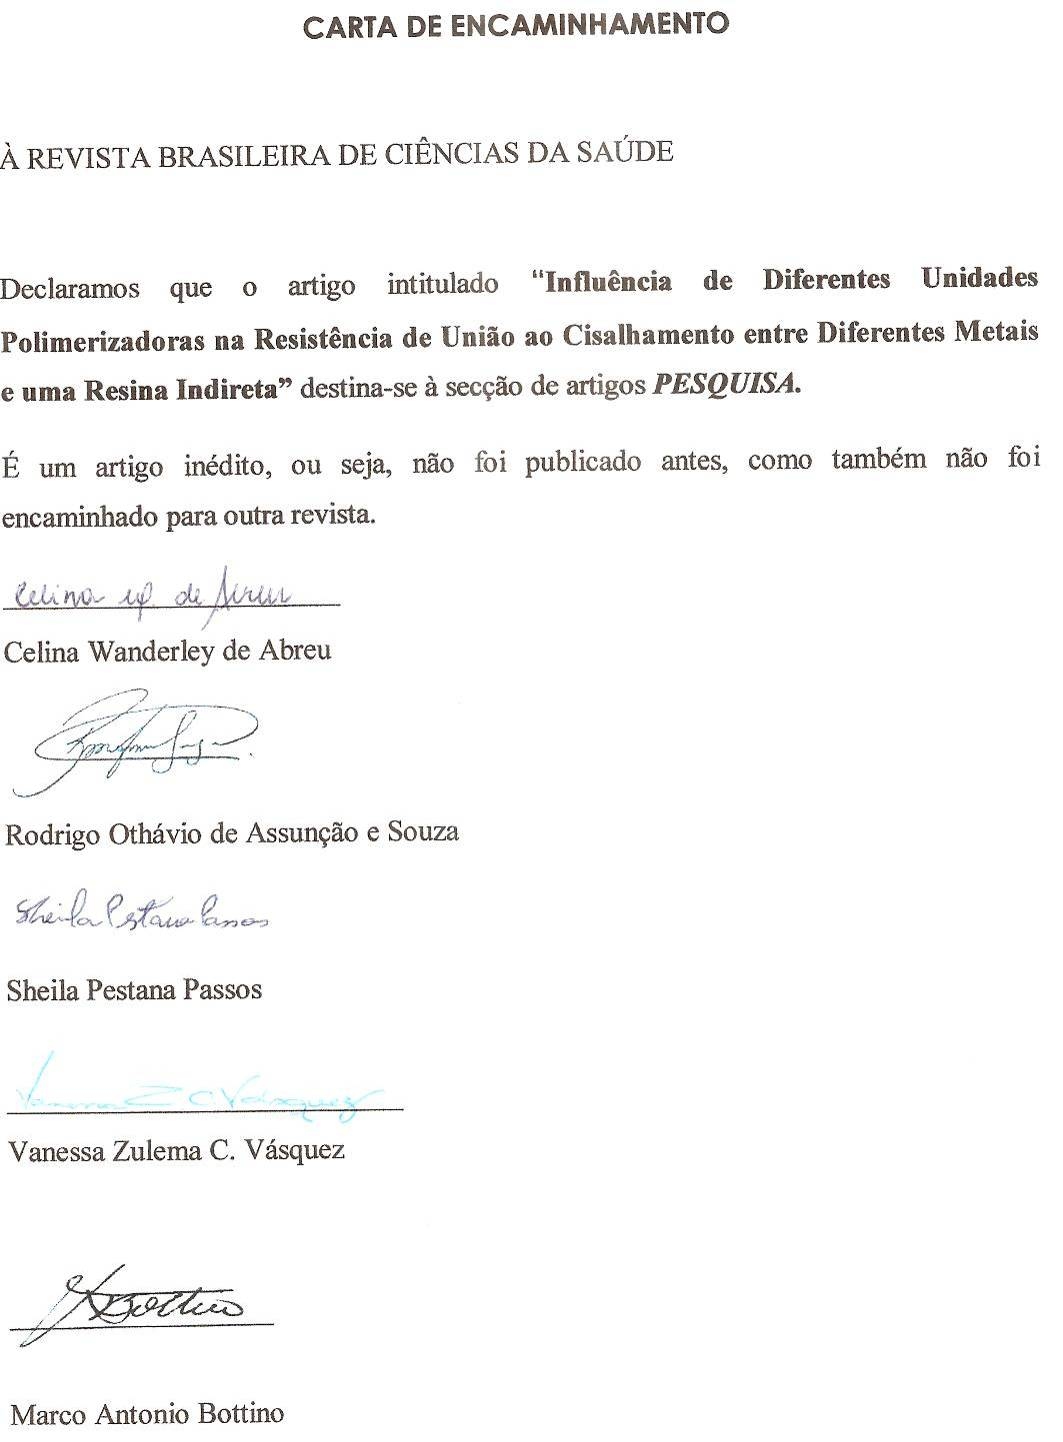 CARTA DE ENCAMINHAMENTO
À REVISTA BRASILEIRA DE CIÊNCIAS DA SAÚDE
Declaramos que o artigo intitulado “Influência de Diferentes Unidades
Polimerizadoras na Resistência de União ao Cisalhamento entre Diferentes Metais
e uma Resina Indireta” destina-se à secção de artigos PESQUISA.
É um artigo inédito, ou seja, não foi publicado antes, como também não foi
encaminhado para outra revista.
Celina W de Abreu
Celina Wanderley de Abreu
Rodrigo Othávio de Assunção e Souza
Sheila Pestana Passos
Sheila Pestana Passos
Vanessa Z C Vásquez
Vanessa Zulema C. Vásquez
Bottino
Marco Antonio Bottino